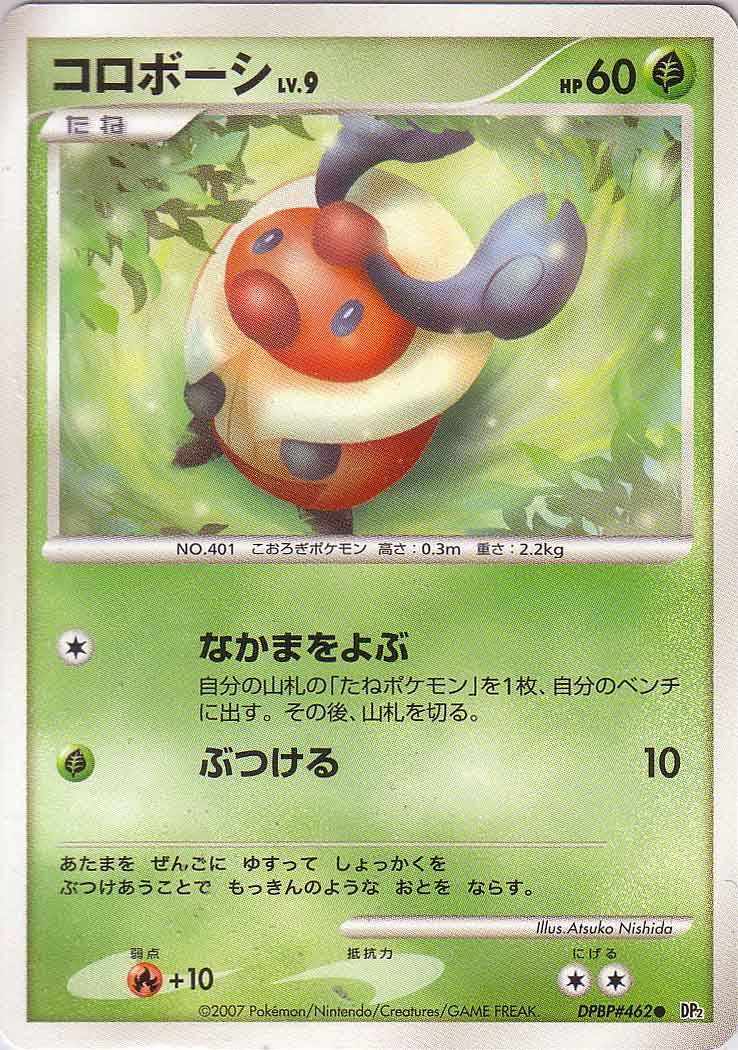 コロボーシ LV.9 HP 60
たね
NO.401 こおろぎポケモン 高さ:0.3m 重さ:2.2kg
なかまをよぶ
自分の山札の「たねポケモン」を1枚、自分のベンチ
に出す。その後、山札を切る。
ぶつける 10
あたまを ぜんごに ゆすって しょっかくを
ぶつけあうことで もっきんのような おとを ならす。
Illus.Atsuko Nishida
弱点 抵抗力 にげる
+10
©2007 Pokémon/Nintendo/Creatures/GAME FREAK. DPBP#462● DP2